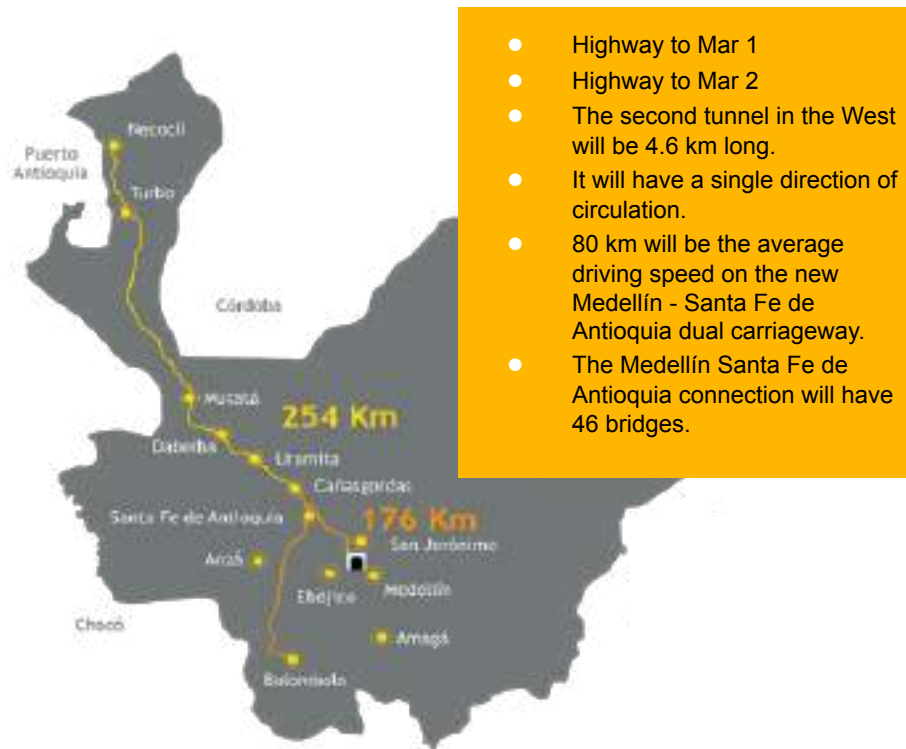 Highway to Mar 1
Highway to Mar 2
The second tunnel in the West
will be 4.6 km long.
It will have a single direction of
circulation.
80 km will be the average
driving speed on the new
Medellín - Santa Fe de
Antioquia dual carriageway.
The Medellín Santa Fe de
Antioquia connection will have
46 bridges.
Necoclí
Puerto
Antioquia
Turbo
Córdoba
Mutatá
254 Km
Dabeiba
Uramita
Cañasgordas
Santa Fe de Antioquia
176 Km
San Jerónimo
Anzá
Ebéjico
Medellín
Chocó
Amagá
Bolombolo